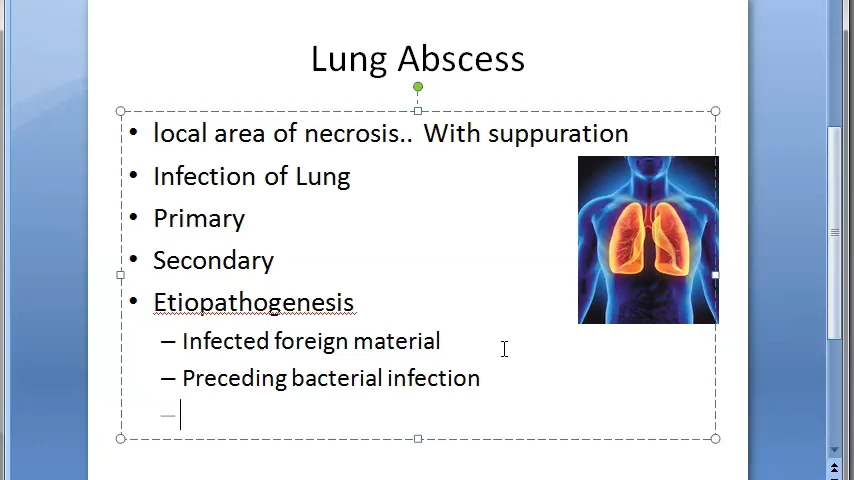 Lung Abscess
• local area of necrosis.. With suppuration
• Infection of Lung
• Primary
• Secondary
• Etiopathogenesis
– Infected foreign material
– Preceding bacterial infection
–